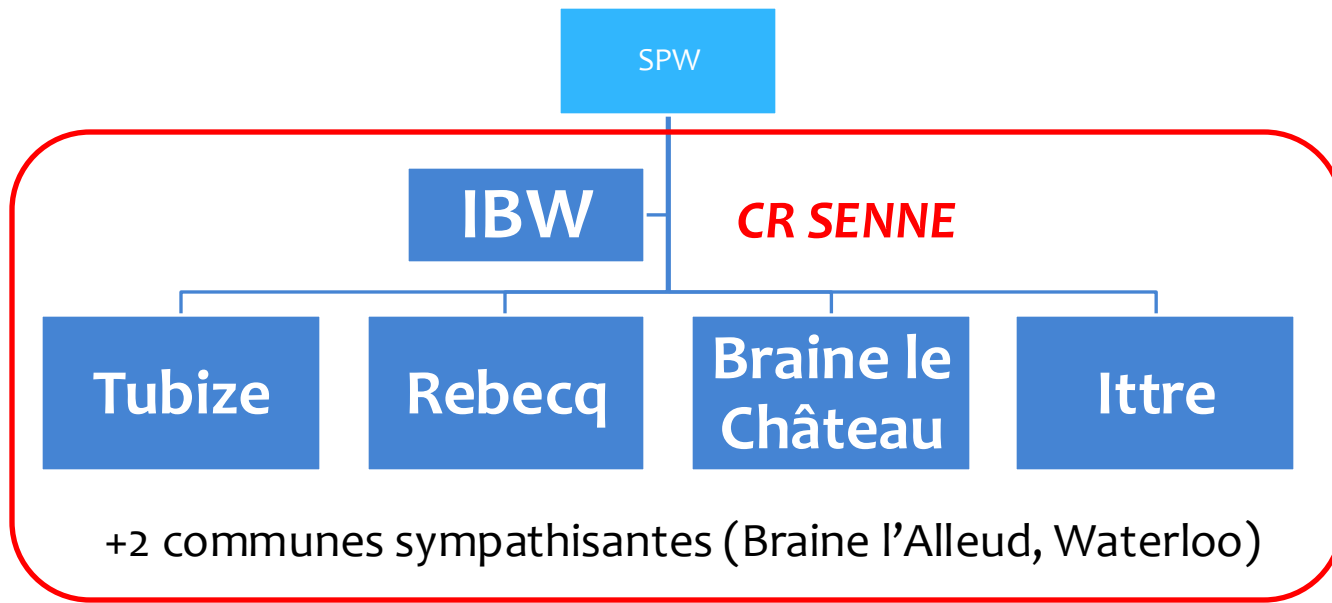 SPW
IBW
CR SENNE
Tubize
Rebecq
Braine le
Château
Ittre
+2 communes sympathisantes (Braine l’Alleud, Waterloo)